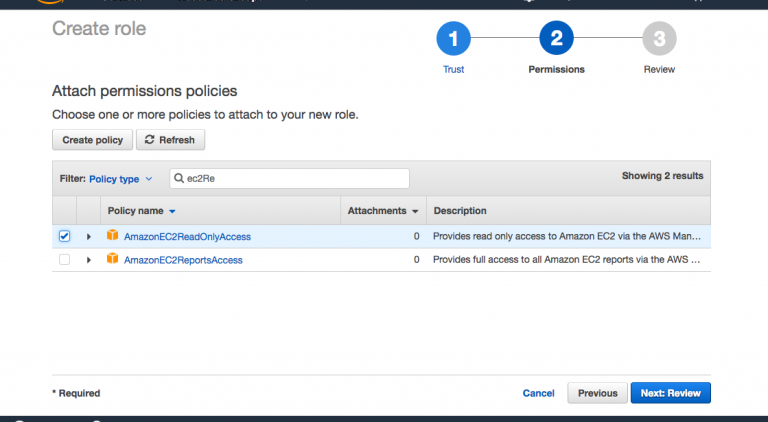 Create role
1
2
3
Trust
Permissions
Review
Attach permissions policies
Choose one or more policies to attach to your new role.
Create policy
Refresh
Filter: Policy type
ec2Re
Showing 2 results
Policy name
Attachments
Description
AmazonEC2ReadOnlyAccess
0
Provides read only access to Amazon EC2 via the AWS Man…
AmazonEC2ReportsAccess
0
Provides full access to all Amazon EC2 reports via the AWS …
* Required
Cancel
Previous
Next: Review